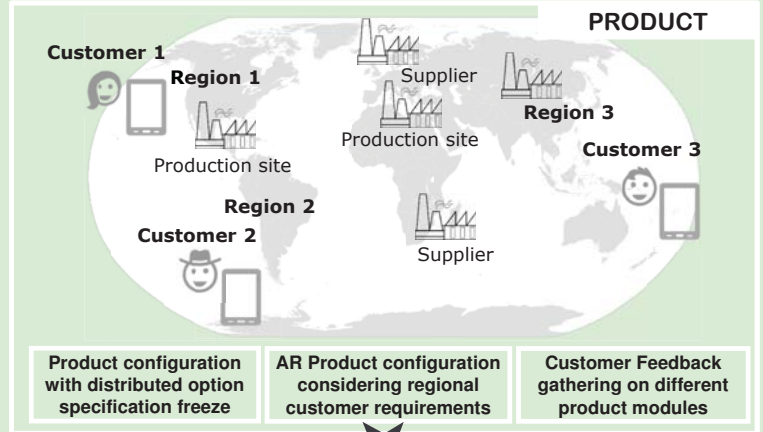 PRODUCT
Customer 1
Region 1
Supplier
Region 3
Production site
Customer 3
Production site
Region 2
Customer 2
Supplier
Product configuration
with distributed option
specification freeze
AR Product configuration
considering regional
customer requirements
Customer Feedback
gathering on different
product modules